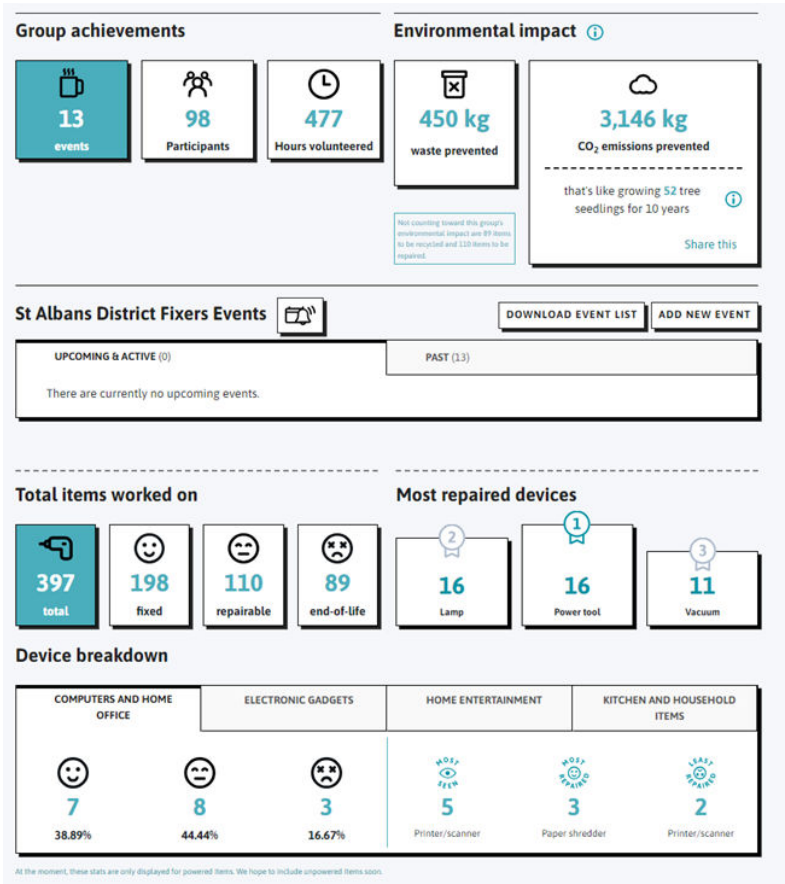 Group achievements
13
events
98
Participants
477
Hours volunteered
Environmental impact
450 kg
waste prevented
3,146 kg
CO₂ emissions prevented
that's like growing 52 tree
seedlings for 10 years
Share this
Not counting toward this group's
environmental impact are 89 items
to be recycled and 110 items to be
repaired.
St Albans District Fixers Events
DOWNLOAD EVENT LIST
ADD NEW EVENT
UPCOMING & ACTIVE (0)
PAST (13)
There are currently no upcoming events.
Total items worked on
397
total
198
fixed
110
repairable
89
end-of-life
Most repaired devices
2
16
Lamp
1
16
Power tool
3
11
Vacuum
Device breakdown
COMPUTERS AND HOME
OFFICE
ELECTRONIC GADGETS
HOME ENTERTAINMENT
KITCHEN AND HOUSEHOLD
ITEMS
7
38.89%
8
44.44%
3
16.67%
MOST
SEEN
5
Printer/scanner
MOST
REPAIRED
3
Paper shredder
LEAST
REPAIRED
2
Printer/scanner
At the moment, these stats are only displayed for powered items. We hope to include unpowered items soon.